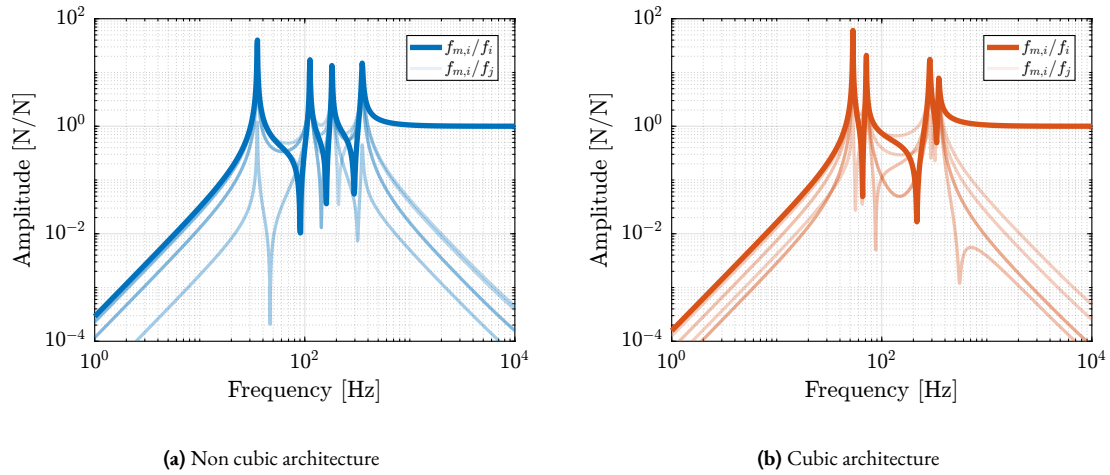 10^2
10^0
10^-2
10^-4
Amplitude [N/N]
f_{m,i}/f_i
f_{m,i}/f_j
10^0
10^2
10^4
Frequency [Hz]
(a) Non cubic architecture
10^2
10^0
10^-2
10^-4
Amplitude [N/N]
f_{m,i}/f_i
f_{m,i}/f_j
10^0
10^2
10^4
Frequency [Hz]
(b) Cubic architecture